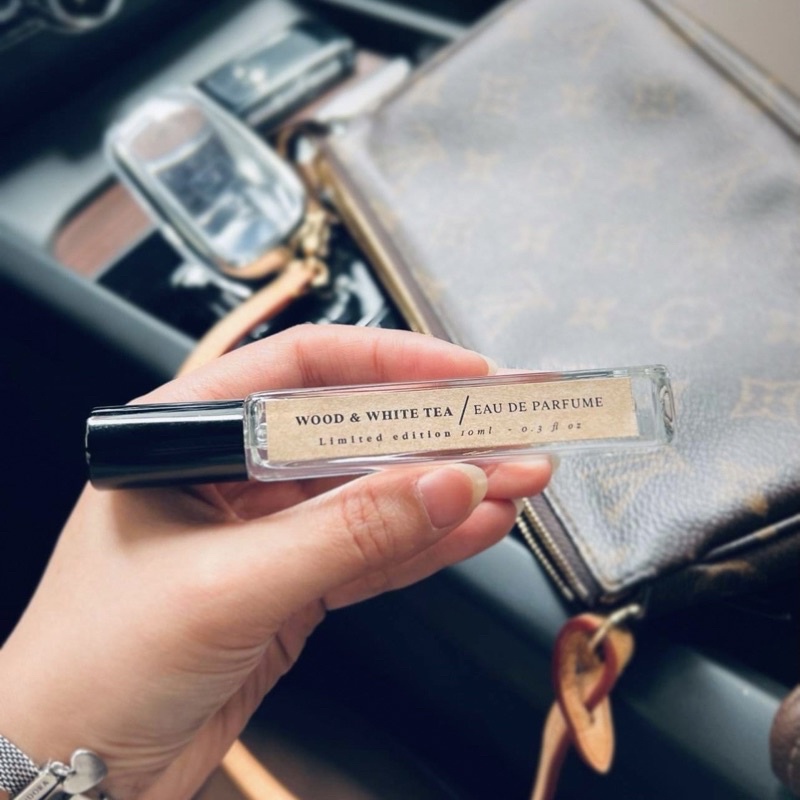 WOOD & WHITE TEA / EAU DE PARFUME
Limited edition 10ml - 0.3 fl oz